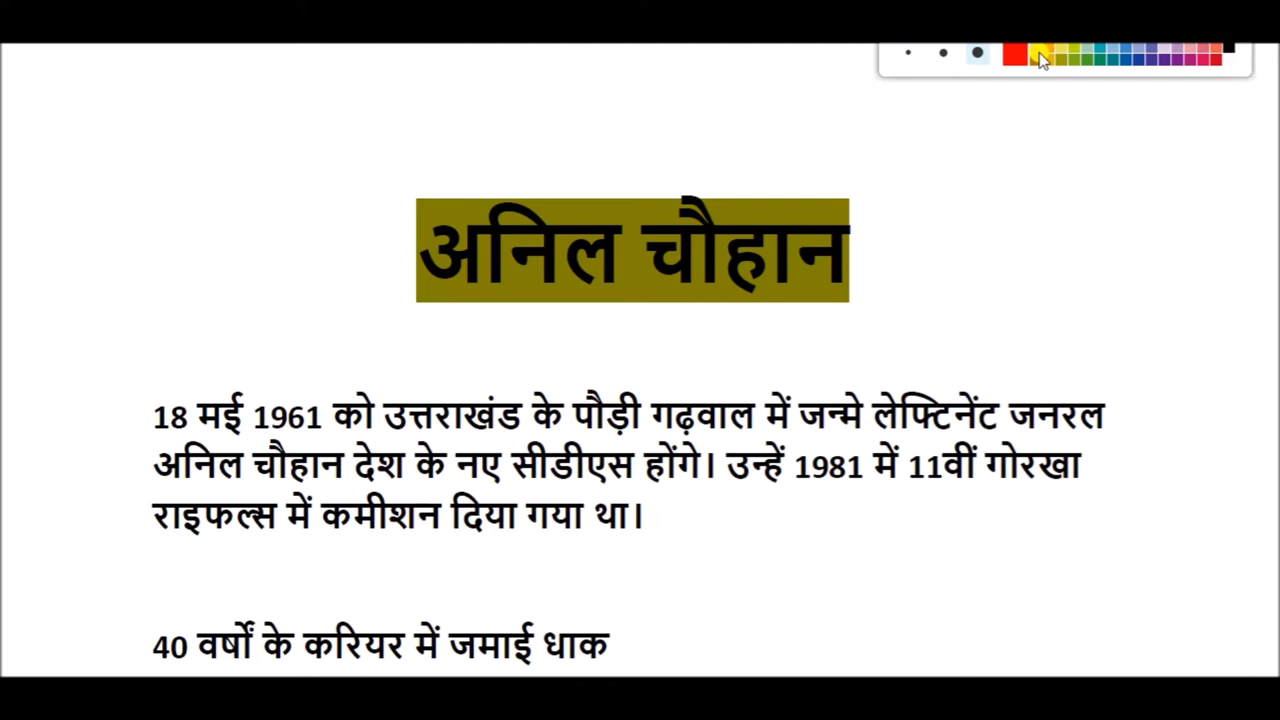 अनिल चौहान
18 मई 1961 को उत्तराखंड के पौड़ी गढ़वाल में जन्मे लेफ्टिनेंट जनरल
अनिल चौहान देश के नए सीडीएस होंगे। उन्हें 1981 में 11वीं गोरखा
राइफल्स में कमीशन दिया गया था।
40 वर्षों के करियर में जमाई धाक